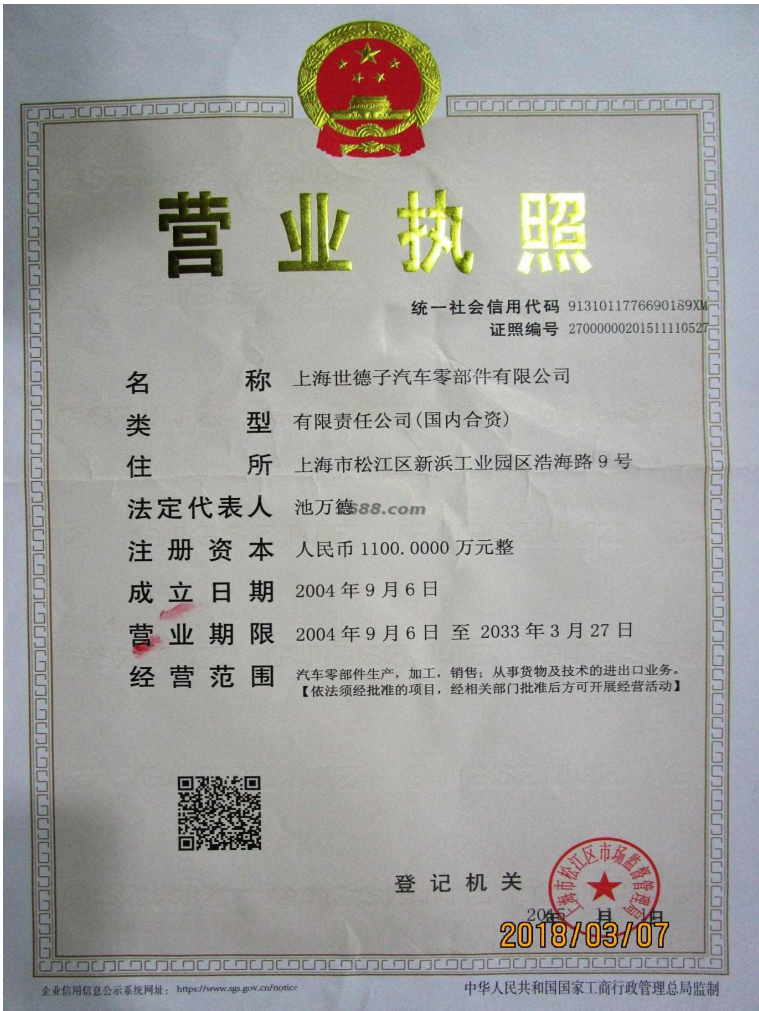 营业执照
统一社会信用代码 91310117766901 89XM
证照编号 27000000201511110527
名称 上海世德子汽车零部件有限公司
类型 有限责任公司(国内合资)
住所 上海市松江区新浜工业园区浩海路9号
法定代表人 池万德
1688.com
注册资本 人民币1100.0000万元整
成立日期 2004年9月6日
营业期限 2004年9月6日 至 2033年3月27日
经营范围 汽车零部件生产，加工，销售；从事货物及技术的进出口业务。
【依法须经批准的项目，经相关部门批准后方可开展经营活动】
登记机关
上海市松江区市场监督管理局
2015年11月 日
2018/03/07
企业信用信息公示系统网址： https://www.sgs.gov.cn/notice
中华人民共和国国家工商行政管理总局监制